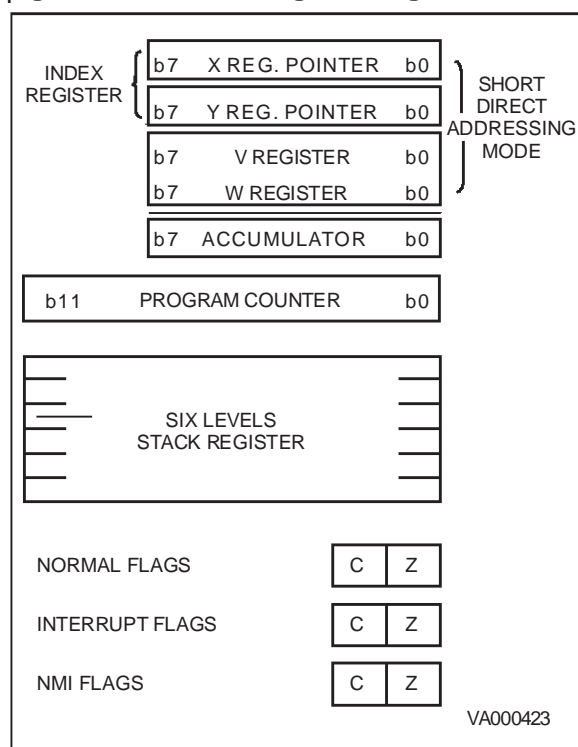 INDEX
REGISTER
b7 X REG. POINTER b0
b7 Y REG. POINTER b0
b7 V REGISTER b0
b7 W REGISTER b0
SHORT
DIRECT
ADDRESSING
MODE
b7 ACCUMULATOR b0
b11 PROGRAM COUNTER b0
SIX LEVELS
STACK REGISTER
NORMAL FLAGS C Z
INTERRUPT FLAGS C Z
NMI FLAGS C Z
VA000423